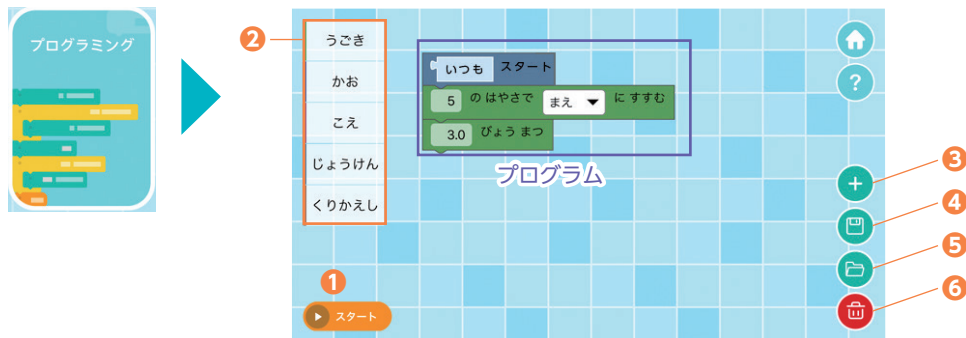 プログラミング
2
うごき
かお
こえ
じょうけん
くりかえし
いつも スタート
5 の はやさで まえ に すすむ
3.0 びょう まつ
プログラム
?
3
4
5
6
1
スタート